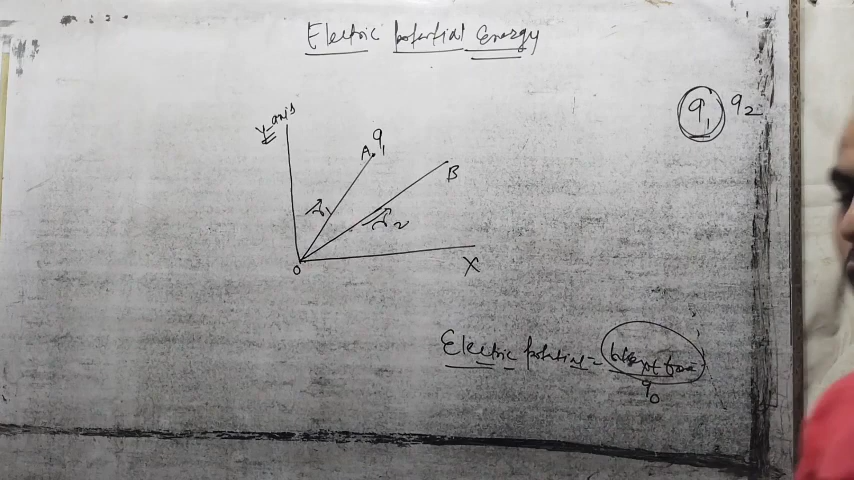 Electric potential Energy
q₁ q₂
Y-axis
A q₁
B
r₁
r₂
O
X
Electric potential =
q₀